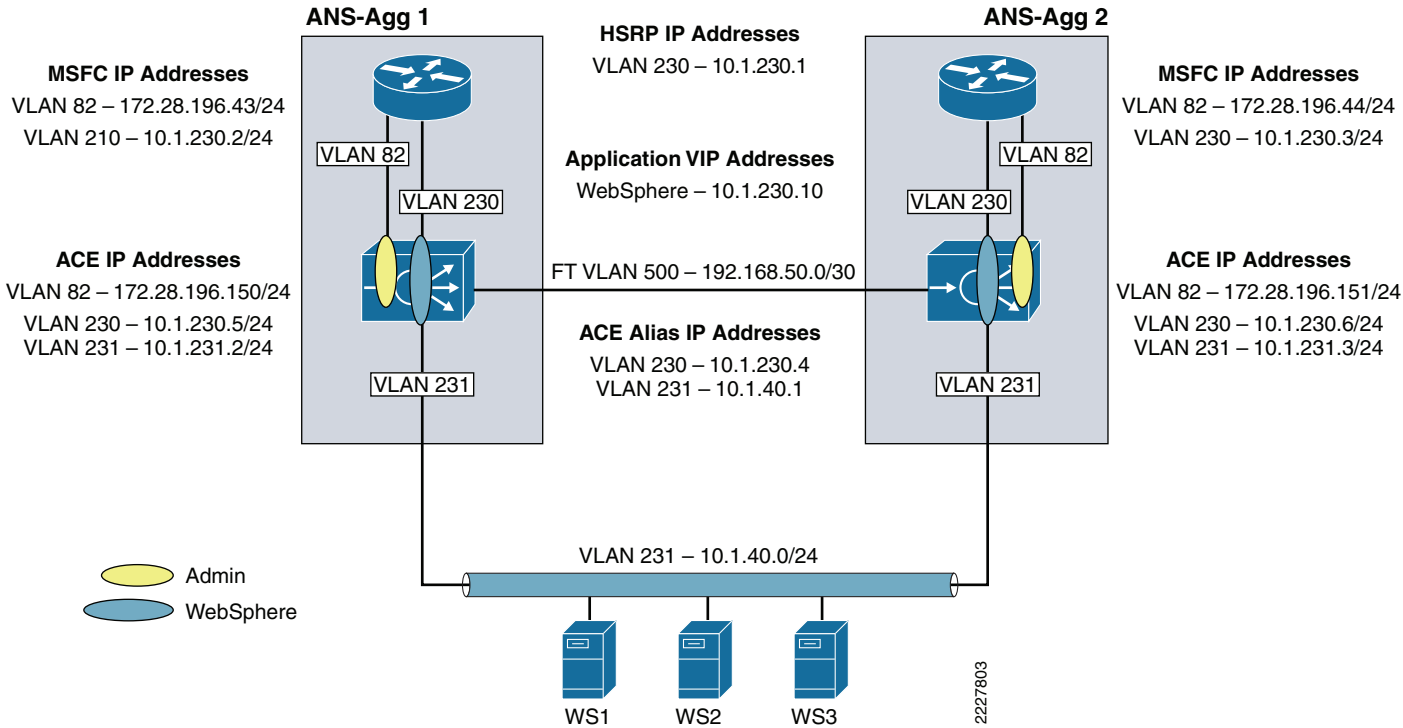 ANS-Agg 1
ANS-Agg 2
HSRP IP Addresses
VLAN 230 – 10.1.230.1
MSFC IP Addresses
VLAN 82 – 172.28.196.43/24
VLAN 210 – 10.1.230.2/24
MSFC IP Addresses
VLAN 82 – 172.28.196.44/24
VLAN 230 – 10.1.230.3/24
VLAN 82
VLAN 230
Application VIP Addresses
WebSphere – 10.1.230.10
VLAN 82
VLAN 230
ACE IP Addresses
VLAN 82 – 172.28.196.150/24
VLAN 230 – 10.1.230.5/24
VLAN 231 – 10.1.231.2/24
FT VLAN 500 – 192.168.50.0/30
ACE Alias IP Addresses
VLAN 230 – 10.1.230.4
VLAN 231 – 10.1.40.1
ACE IP Addresses
VLAN 82 – 172.28.196.151/24
VLAN 230 – 10.1.230.6/24
VLAN 231 – 10.1.231.3/24
VLAN 231
VLAN 231
VLAN 231 – 10.1.40.0/24
Admin
WebSphere
WS1
WS2
WS3
2227803